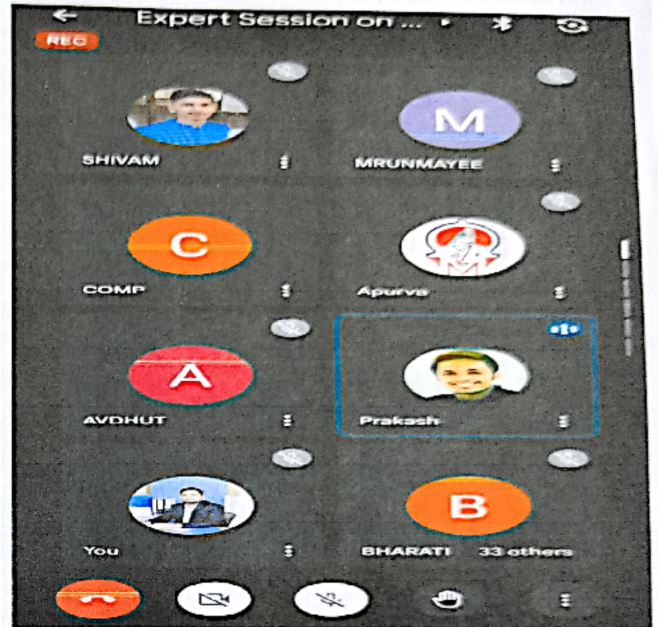 Expert Session on ...
REC
SHIVAM
M
MRUNMAYEE
C
COMP
Apurva
A
AVDHUT
Prakash
You
B
BHARATI 33 others